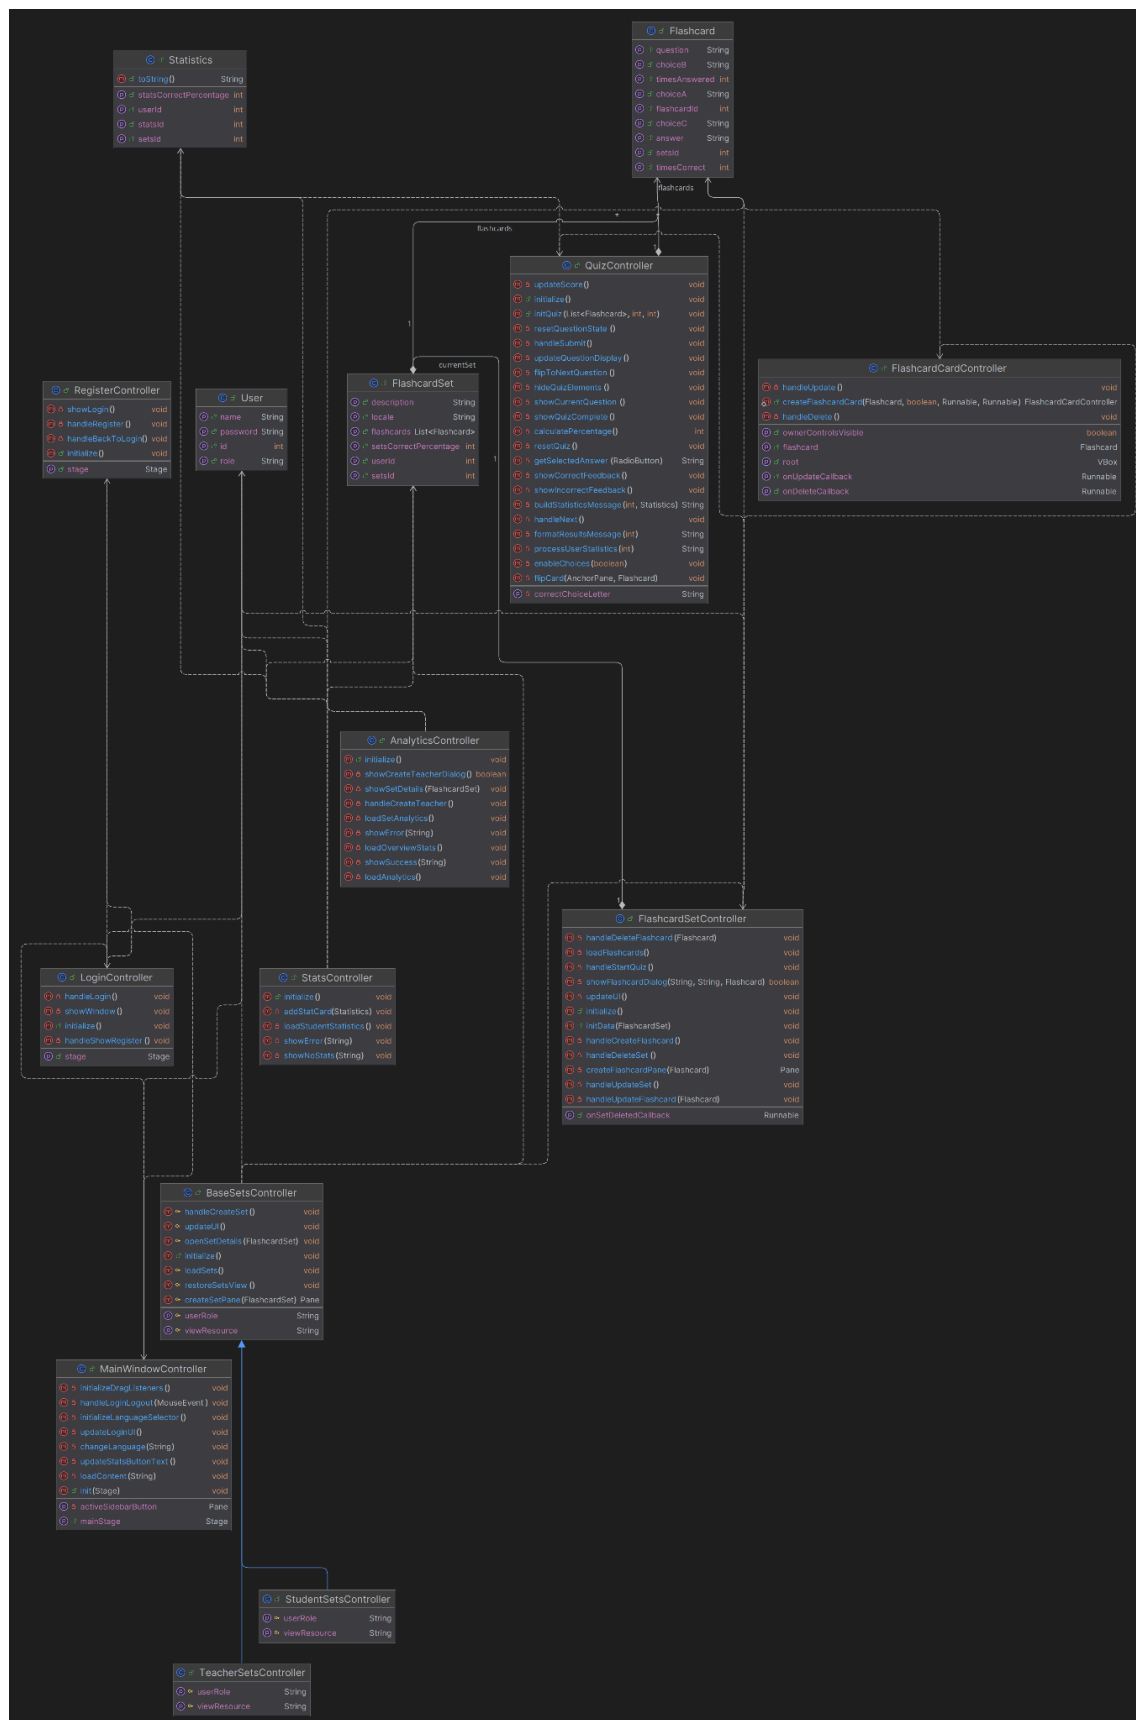 Flashcard
question String
choiceB String
timesAnswered int
choiceA String
flashcardId int
choiceC String
answer String
setsId int
timesCorrect int
Statistics
toString() String
statsCorrectPercentage int
userId int
statsId int
setsId int
flashcards
*
flashcards
1
QuizController
updateScore() void
initialize() void
initQuiz(List<Flashcard>, int, int) void
resetQuestionState () void
handleSubmit() void
updateQuestionDisplay() void
flipToNextQuestion () void
hideQuizElements () void
showCurrentQuestion () void
showQuizComplete () void
calculatePercentage() int
resetQuiz () void
getSelectedAnswer (RadioButton) String
showCorrectFeedback() void
showIncorrectFeedback() void
buildStatisticsMessage(int, Statistics) String
handleNext() void
formatResultsMessage(int) String
processUserStatistics(int) void
enableChoices(boolean) void
flipCard(AnchorPane, Flashcard) void
correctChoiceLetter String
1
currentSet
1
FlashcardCardController
handleUpdate () void
createFlashcardCard(Flashcard, boolean, Runnable, Runnable) FlashcardCardController
handleDelete () void
ownerControlsVisible boolean
flashcard Flashcard
root VBox
onUpdateCallback Runnable
onDeleteCallback Runnable
RegisterController
showLogin() void
handleRegister () void
handleBackToLogin() void
initialize() void
stage Stage
User
name String
password String
id int
role String
FlashcardSet
description String
locale String
flashcards List<Flashcard>
setsCorrectPercentage int
userId int
setsId int
AnalyticsController
initialize() void
showCreateTeacherDialog() boolean
showSetDetails (FlashcardSet) void
handleCreateTeacher() void
loadSetAnalytics() void
showError(String) void
loadOverviewStats() void
showSuccess(String) void
loadAnalytics() void
1
FlashcardSetController
handleDeleteFlashcard (Flashcard) void
loadFlashcards() void
handleStartQuiz() void
showFlashcardDialog(String, String, Flashcard) boolean
updateUI() void
initialize() void
initData(FlashcardSet) void
handleCreateFlashcard() void
handleDeleteSet () void
createFlashcardPane(Flashcard) Pane
handleUpdateSet () void
handleUpdateFlashcard(Flashcard) void
onSetDeletedCallback Runnable
LoginController
handleLogin() void
showWindow() void
initialize() void
handleShowRegister () void
stage Stage
StatsController
initialize() void
addStatCard(Statistics) void
loadStudentStatistics () void
showError(String) void
showNoStats(String) void
BaseSetsController
handleCreateSet() void
updateUI() void
openSetDetails(FlashcardSet) void
initialize() void
loadSets() void
restoreSetsView () void
createSetPane(FlashcardSet) Pane
userRole String
viewResource String
MainWindowController
initializeDragListeners() void
handleLoginLogout(MouseEvent) void
initializeLanguageSelector() void
updateLoginUI() void
changeLanguage(String) void
updateStatsButtonText () void
loadContent(String) void
init(Stage) void
activeSidebarButton Pane
mainStage Stage
StudentSetsController
userRole String
viewResource String
TeacherSetsController
userRole String
viewResource String